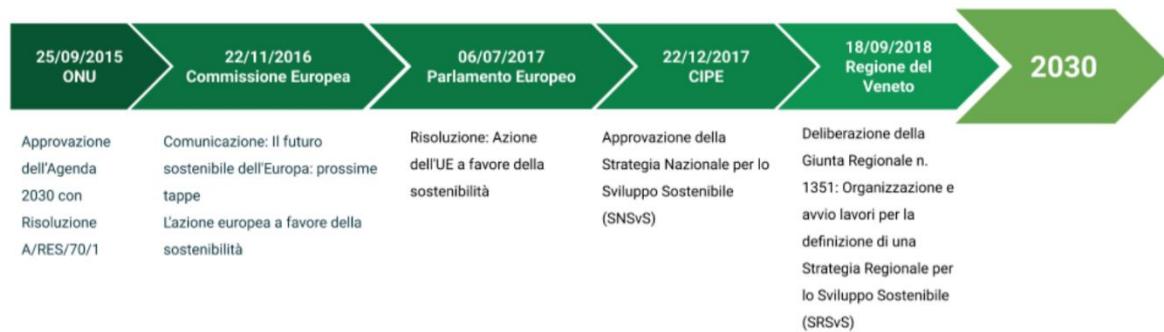 25/09/2015
ONU
22/11/2016
Commissione Europea
06/07/2017
Parlamento Europeo
22/12/2017
CIPE
18/09/2018
Regione del
Veneto
2030
Approvazione
dell'Agenda
2030 con
Risoluzione
A/RES/70/1
Comunicazione: Il futuro
sostenibile dell'Europa: prossime
tappe
L'azione europea a favore della
sostenibilità
Risoluzione: Azione
dell'UE a favore della
sostenibilità
Approvazione della
Strategia Nazionale per lo
Sviluppo Sostenibile
(SNSvS)
Deliberazione della
Giunta Regionale n.
1351: Organizzazione e
avvio lavori per la
definizione di una
Strategia Regionale per
lo Sviluppo Sostenibile
(SRSvS)